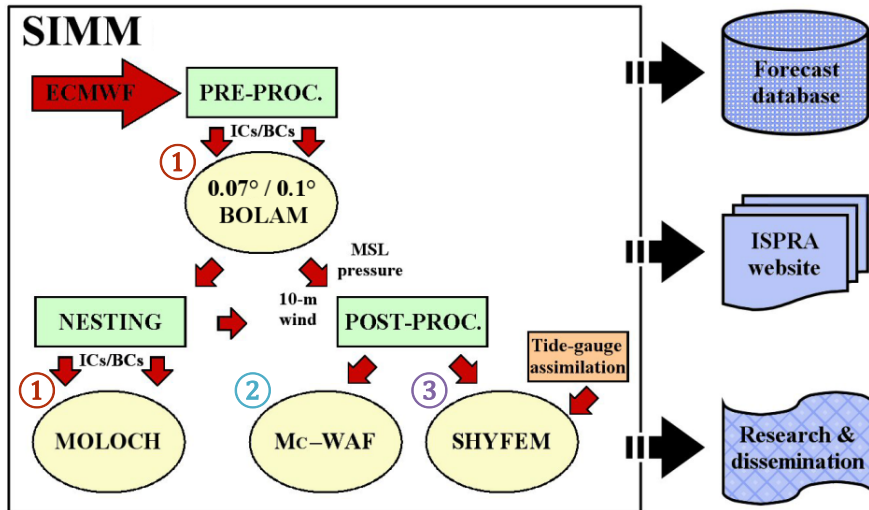 SIMM
ECMWF
PRE-PROC.
ICs/BCs
①
0.07° / 0.1°
BOLAM
MSL
pressure
10-m
wind
NESTING
POST-PROC.
ICs/BCs
Tide-gauge
assimilation
①
MOLOCH
②
Mc–WAF
③
SHYFEM
Forecast
database
ISPRA
website
Research &
dissemination